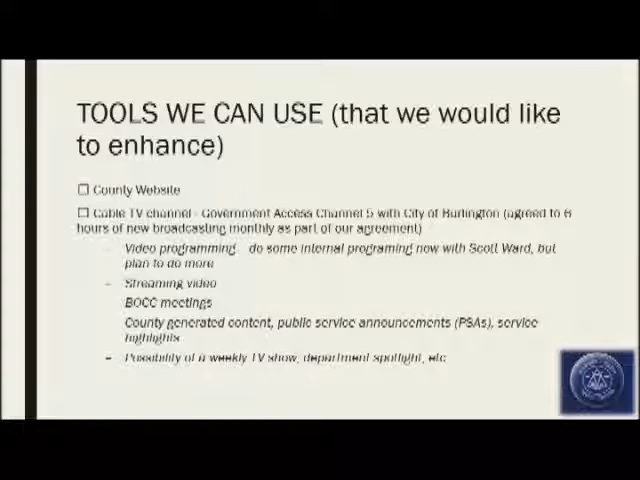 TOOLS WE CAN USE (that we would like
to enhance)
☐ County Website
☐ Cable TV channel - Government Access Channel 5 with City of Burlington (agreed to 6
hours of new broadcasting monthly as part of our agreement)
Video programming do some internal programing now with Scott Ward, but
plan to do more
– Streaming video
BOCC meetings
County generated content, public service announcements (PSAs), service
highlights
– Possibility of a weekly TV show, department spotlight, etc